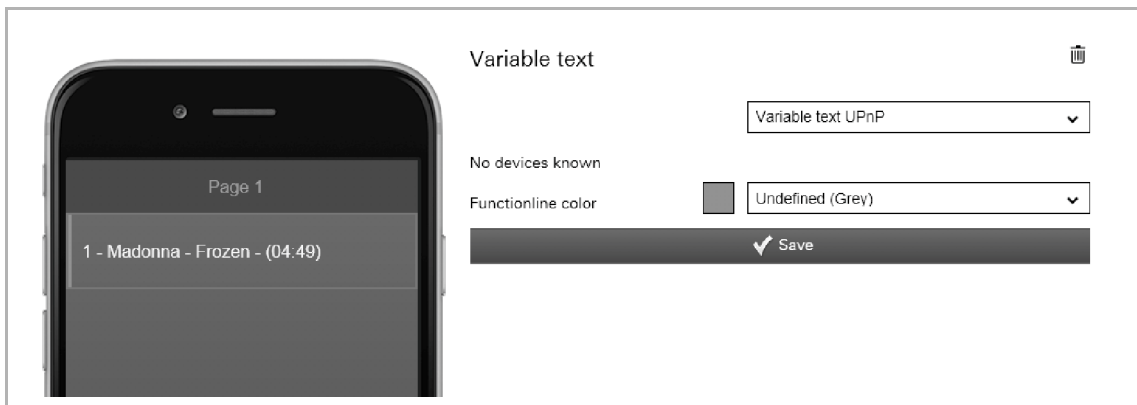 Variable text
Variable text UPnP
No devices known
Functionline color
Undefined (Grey)
Save
Page 1
1 - Madonna - Frozen - (04:49)